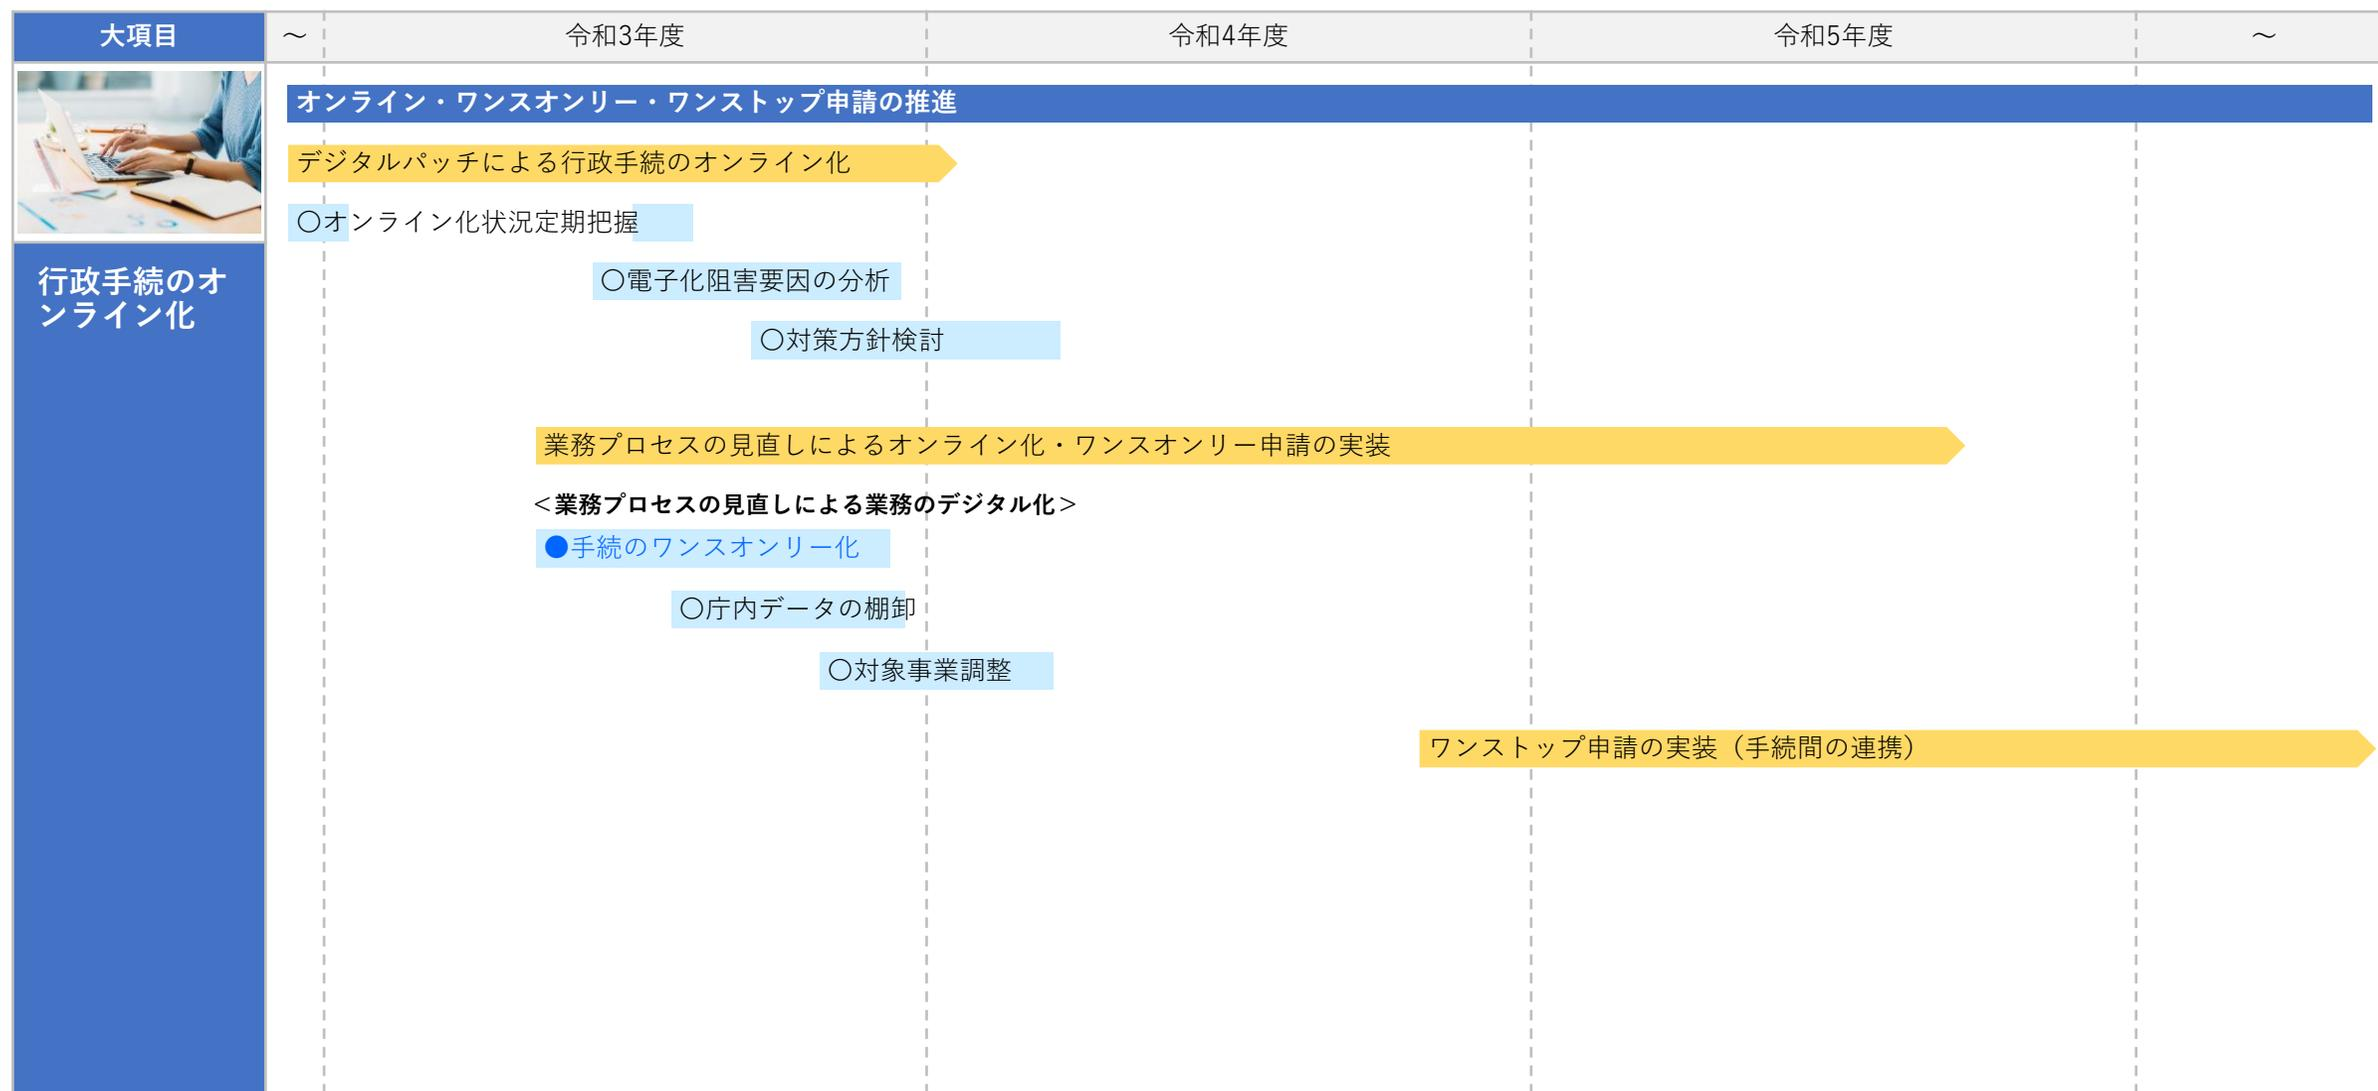 大項目
～
令和3年度
令和4年度
令和5年度
～
オンライン・ワンスオンリー・ワンストップ申請の推進
デジタルパッチによる行政手続のオンライン化
〇オンライン化状況定期把握
行政手続のオ
ンライン化
〇電子化阻害要因の分析
〇対策方針検討
業務プロセスの見直しによるオンライン化・ワンスオンリー申請の実装
＜業務プロセスの見直しによる業務のデジタル化＞
●手続のワンスオンリー化
〇庁内データの棚卸
〇対象事業調整
ワンストップ申請の実装（手続間の連携）